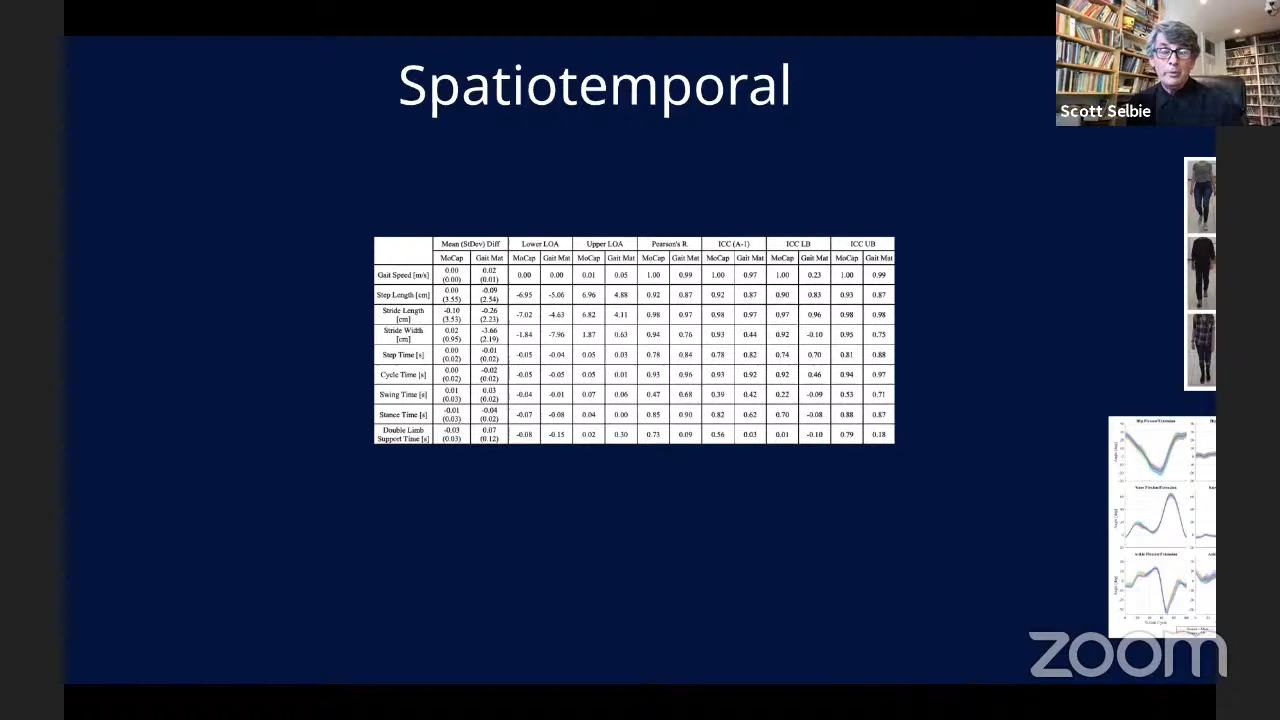 Spatiotemporal
Scott Selbie
Mean (StDev) Diff Lower LOA Upper LOA Pearson's R ICC (A-1) ICC LB ICC UB
MoCap Gait Mat MoCap Gait Mat MoCap Gait Mat MoCap Gait Mat MoCap Gait Mat MoCap Gait Mat MoCap Gait Mat
Gait Speed [m/s] 0.00 (0.00) 0.02 (0.01) 0.00 0.00 0.01 0.05 1.00 0.99 1.00 0.97 1.00 0.23 1.00 0.99
Step Length [cm] 0.00 (3.55) -0.09 (2.54) -6.95 -5.06 6.96 4.88 0.92 0.87 0.92 0.87 0.90 0.83 0.93 0.87
Stride Length [cm] -0.10 (3.53) -0.26 (2.23) -7.02 -4.63 6.82 4.11 0.98 0.97 0.98 0.97 0.97 0.96 0.98 0.98
Stride Width [cm] 0.02 (0.95) -3.66 (2.19) -1.84 -7.96 1.87 0.63 0.94 0.76 0.93 0.44 0.92 -0.10 0.95 0.75
Step Time [s] 0.00 (0.02) -0.01 (0.02) -0.05 -0.04 0.05 0.03 0.78 0.84 0.78 0.82 0.74 0.70 0.81 0.88
Cycle Time [s] 0.00 (0.02) -0.02 (0.02) -0.05 -0.05 0.05 0.01 0.93 0.96 0.93 0.92 0.92 0.46 0.94 0.97
Swing Time [s] 0.01 (0.03) 0.03 (0.02) -0.04 -0.01 0.07 0.06 0.47 0.68 0.39 0.42 0.22 -0.09 0.53 0.71
Stance Time [s] -0.01 (0.03) -0.04 (0.02) -0.07 -0.08 0.04 0.00 0.85 0.90 0.82 0.62 0.70 -0.08 0.88 0.87
Double Limb Support Time [s] -0.03 (0.03) 0.07 (0.12) -0.08 -0.15 0.02 0.30 0.73 0.09 0.56 0.03 0.01 -0.10 0.79 0.18
Hip Flexion/Extension
Knee Flexion/Extension
Ankle Flexion/Extension
zoom